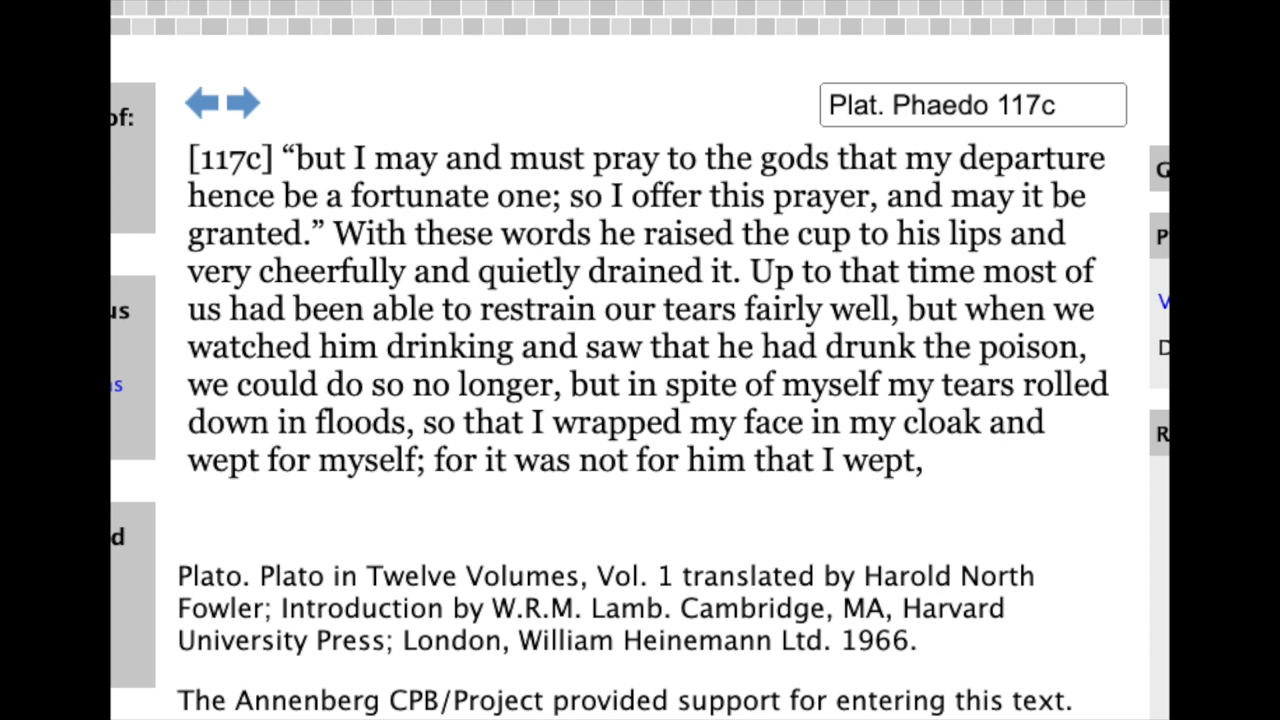 of:
Plat. Phaedo 117c
[117c] “but I may and must pray to the gods that my departure
hence be a fortunate one; so I offer this prayer, and may it be
granted.” With these words he raised the cup to his lips and
very cheerfully and quietly drained it. Up to that time most of
us had been able to restrain our tears fairly well, but when we
watched him drinking and saw that he had drunk the poison,
we could do so no longer, but in spite of myself my tears rolled
down in floods, so that I wrapped my face in my cloak and
wept for myself; for it was not for him that I wept,
us
s
d
Plato. Plato in Twelve Volumes, Vol. 1 translated by Harold North
Fowler; Introduction by W.R.M. Lamb. Cambridge, MA, Harvard
University Press; London, William Heinemann Ltd. 1966.
The Annenberg CPB/Project provided support for entering this text.
G
P
V
D
R